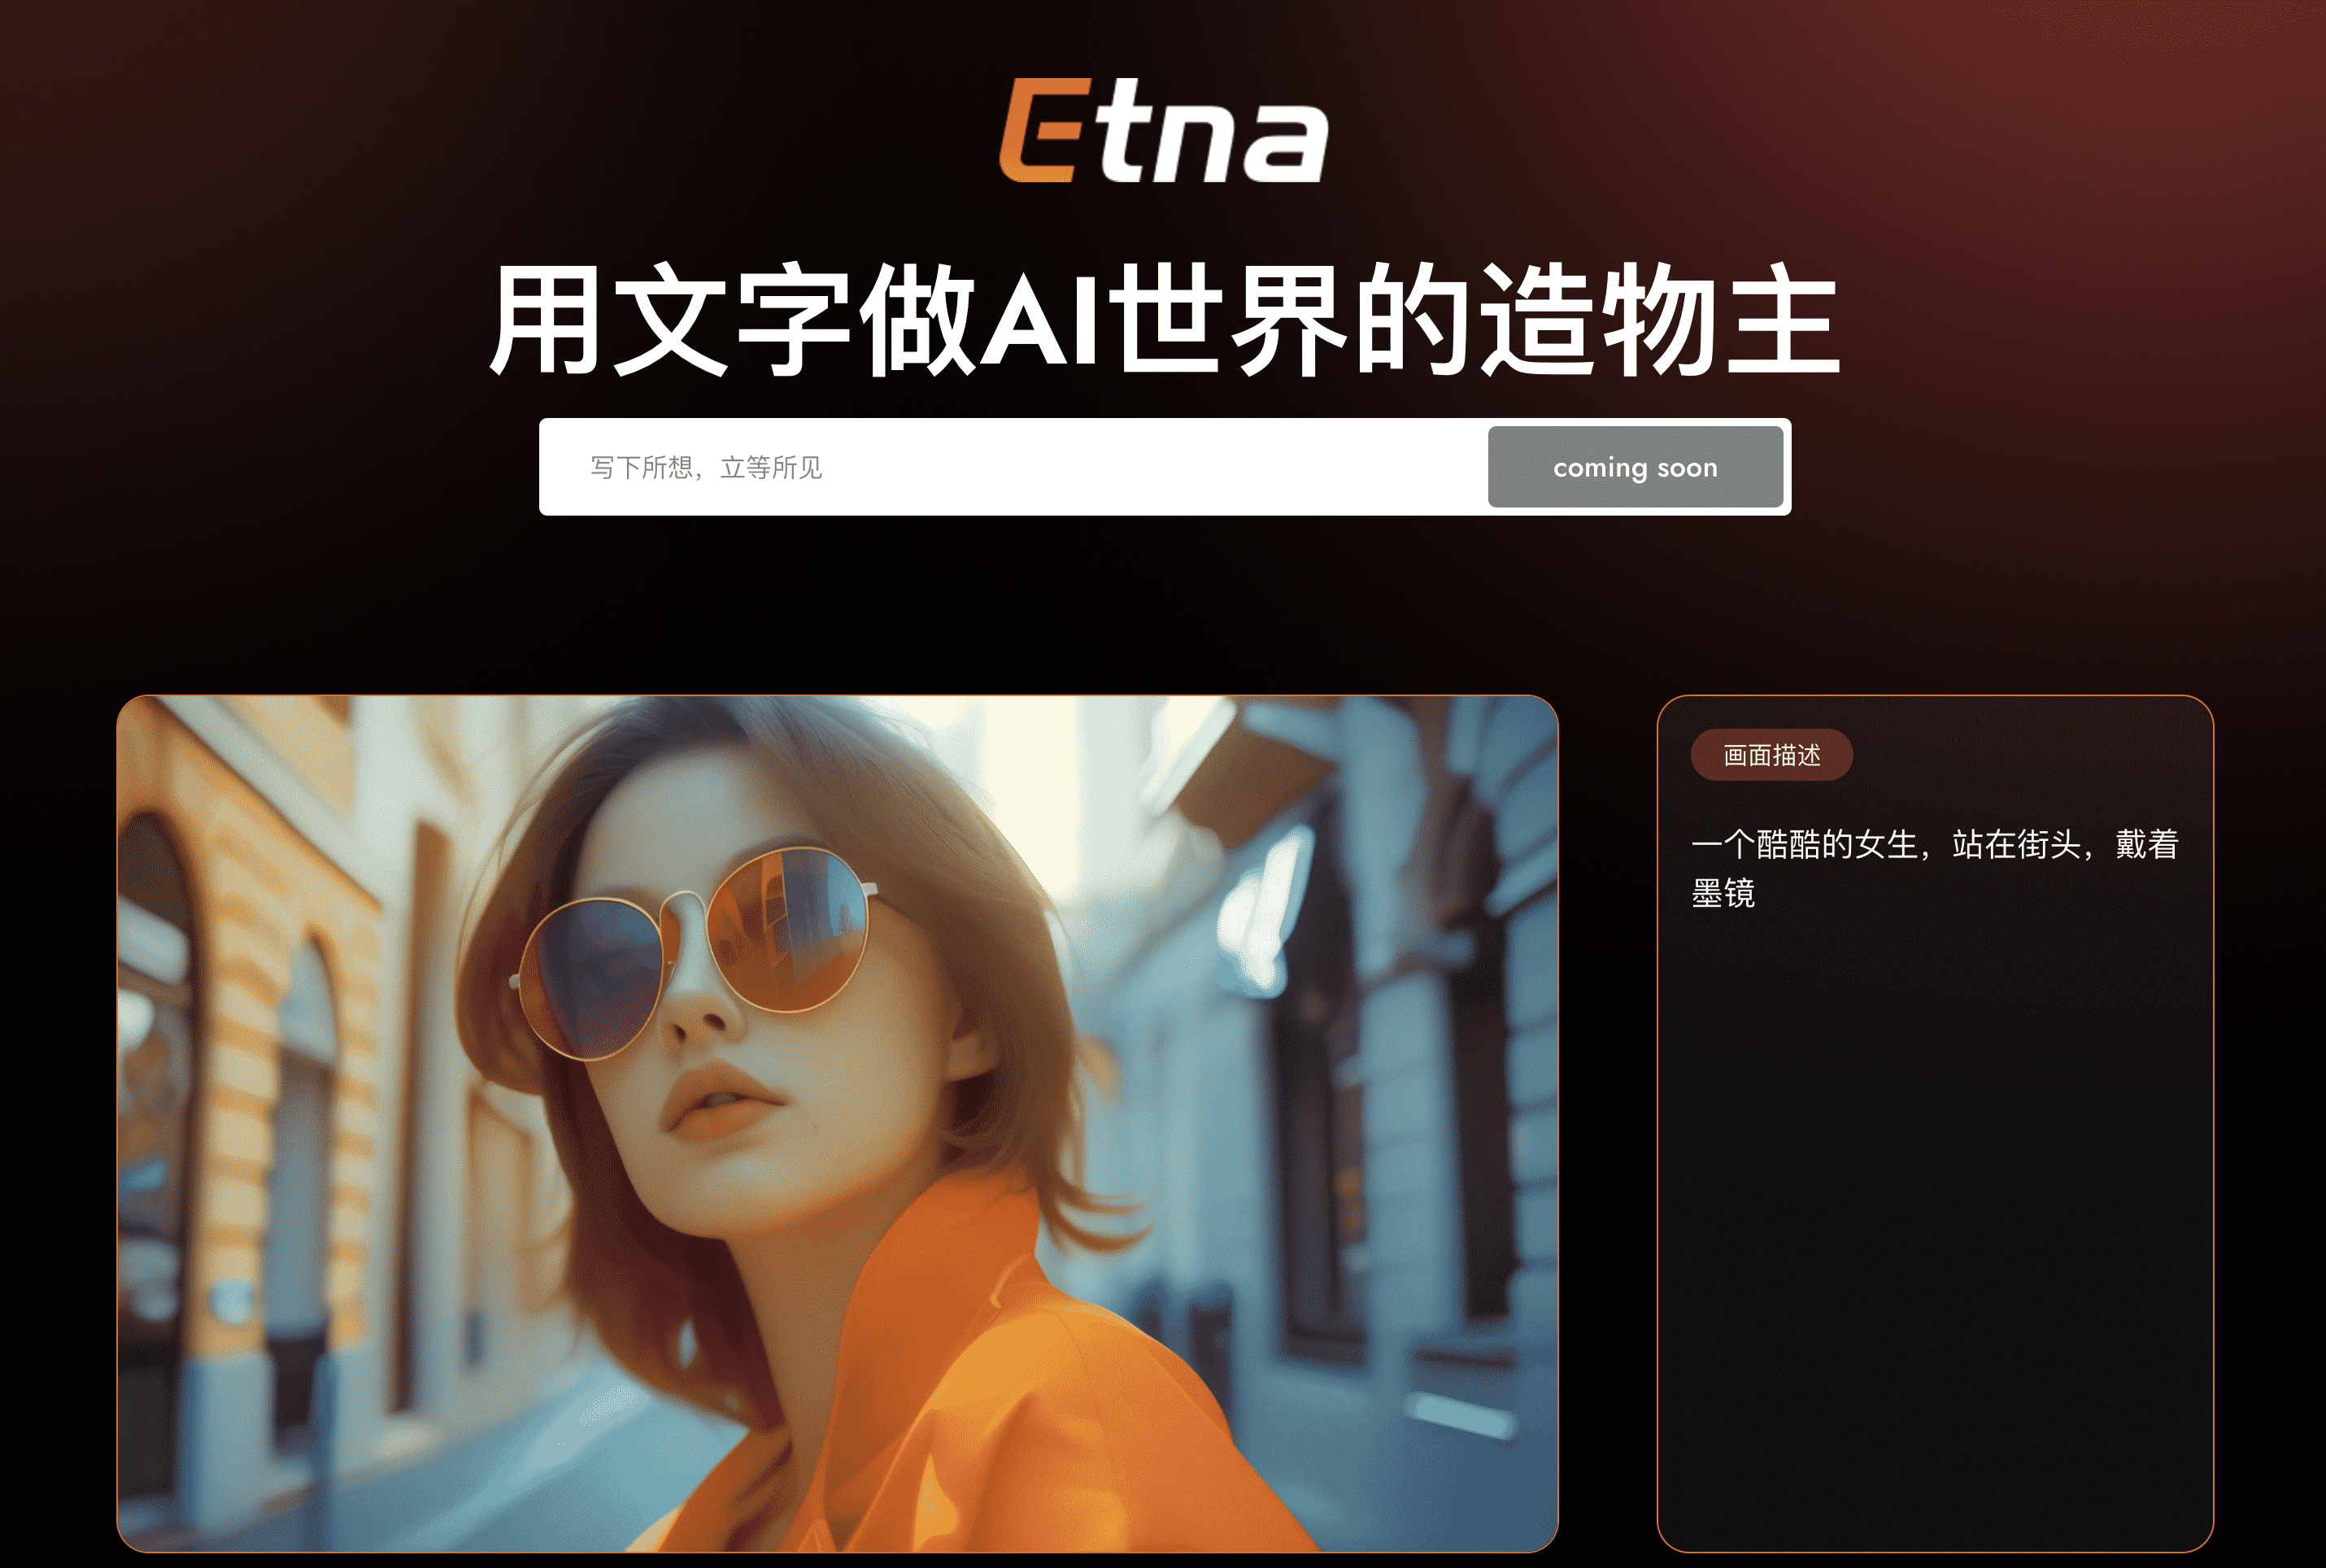 Etna
用文字做AI世界的造物主
写下所想，立等所见
coming soon
画面描述
一个酷酷的女生，站在街头，戴着
墨镜